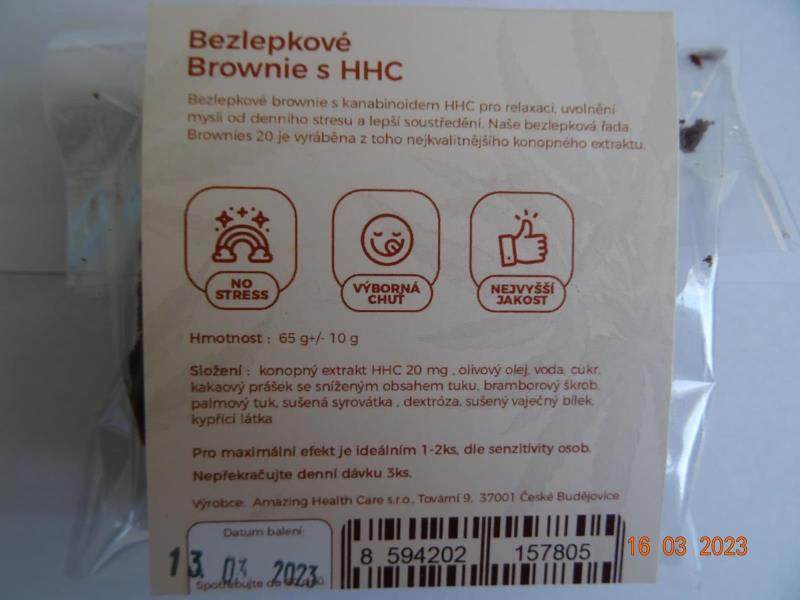 Bezlepkové
Brownie s HHC
Bezlepkové brownie s kanabinoidem HHC pro relaxaci, uvolnění
mysli od denního stresu a lepší soustředění. Naše bezlepková řada
Brownies 20 je vyráběna z toho nejkvalitnějšího konopného extraktu.
NO
STRESS
VÝBORNÁ
CHUŤ
NEJVYŠŠÍ
JAKOST
Hmotnost : 65 g+/- 10 g
Složení : konopný extrakt HHC 20 mg , olivový olej, voda, cukr,
kakaový prášek se sníženým obsahem tuku, bramborový škrob,
palmový tuk, sušená syrovátka , dextróza, sušený vaječný bílek,
kypřící látka
Pro maximální efekt je ideálním 1-2ks, dle senzitivity osob.
Nepřekračujte denní dávku 3ks.
Výrobce: Amazing Health Care s.r.o., Tovární 9, 37001 České Budějovice
Datum balení:
13. 03. 2023
Spotřebujte do
8 594202 157805
16 03 2023